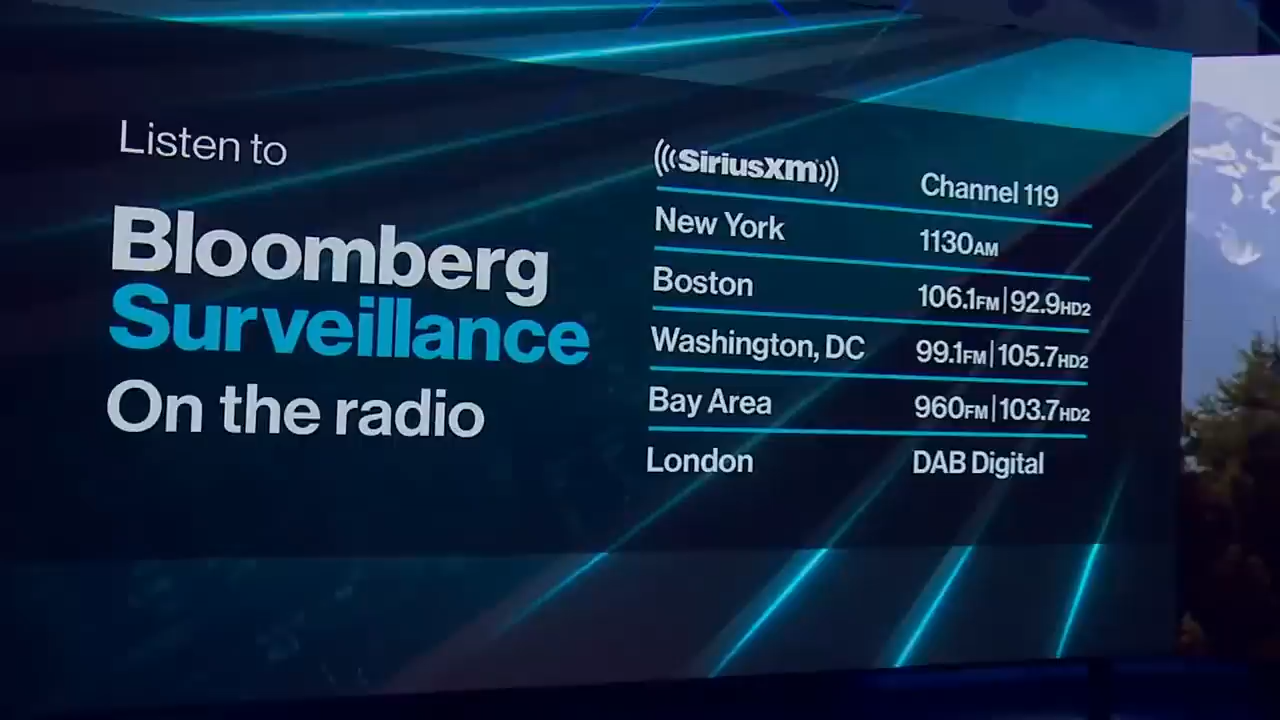 Listen to
Bloomberg
Surveillance
On the radio
SiriusXm Channel 119
New York 1130AM
Boston 106.1FM|92.9HD2
Washington, DC 99.1FM|105.7HD2
Bay Area 960FM|103.7HD2
London DAB Digital